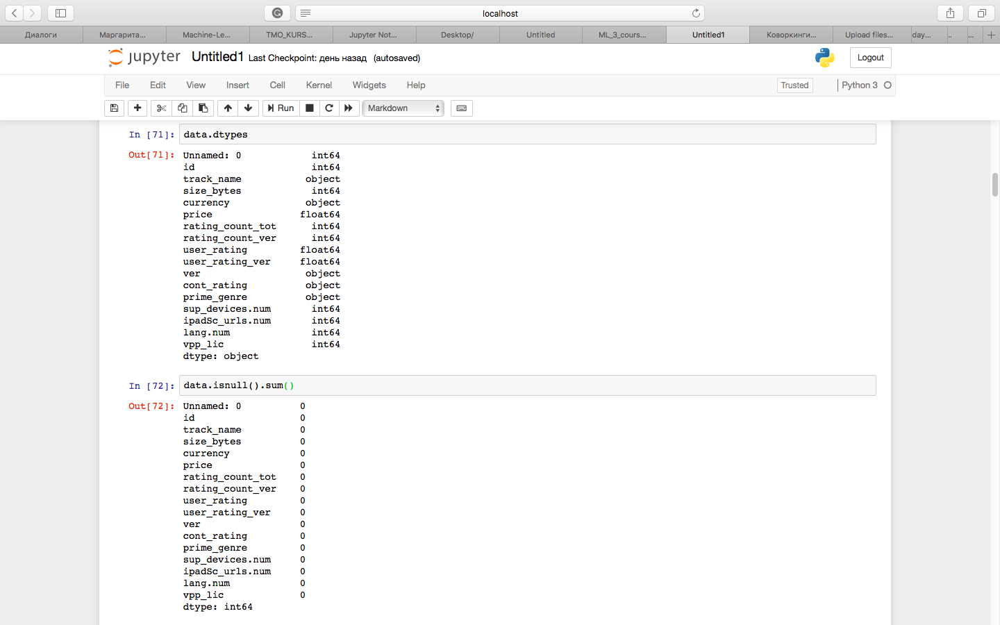 localhost
Диалоги Маргарита... Machine-Le... TMO_KURS... Jupyter Not... Desktop/ Untitled ML_3_cours... Untitled1 Коворкинги... Upload files... day... .. ...
jupyter Untitled1 Last Checkpoint: день назад (autosaved) Logout
File Edit View Insert Cell Kernel Widgets Help Trusted Python 3
Run Markdown
In [71]: data.dtypes
Out[71]: Unnamed: 0 int64
id int64
track_name object
size_bytes int64
currency object
price float64
rating_count_tot int64
rating_count_ver int64
user_rating float64
user_rating_ver float64
ver object
cont_rating object
prime_genre object
sup_devices.num int64
ipadSc_urls.num int64
lang.num int64
vpp_lic int64
dtype: object
In [72]: data.isnull().sum()
Out[72]: Unnamed: 0 0
id 0
track_name 0
size_bytes 0
currency 0
price 0
rating_count_tot 0
rating_count_ver 0
user_rating 0
user_rating_ver 0
ver 0
cont_rating 0
prime_genre 0
sup_devices.num 0
ipadSc_urls.num 0
lang.num 0
vpp_lic 0
dtype: int64